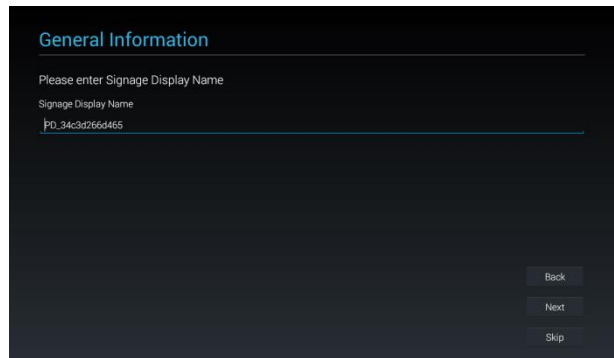 General Information
Please enter Signage Display Name
Signage Display Name
PD_34c3d266d465
Back
Next
Skip